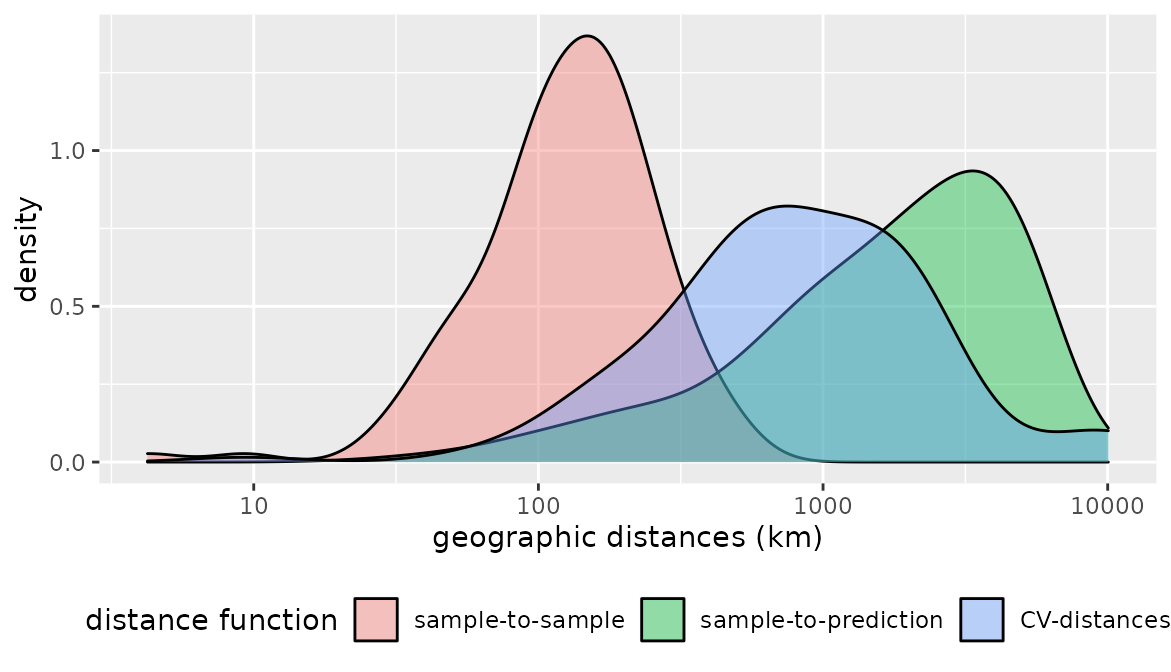 density
1.0
0.5
0.0
10 100 1000 10000
geographic distances (km)
distance function sample-to-sample sample-to-prediction CV-distances